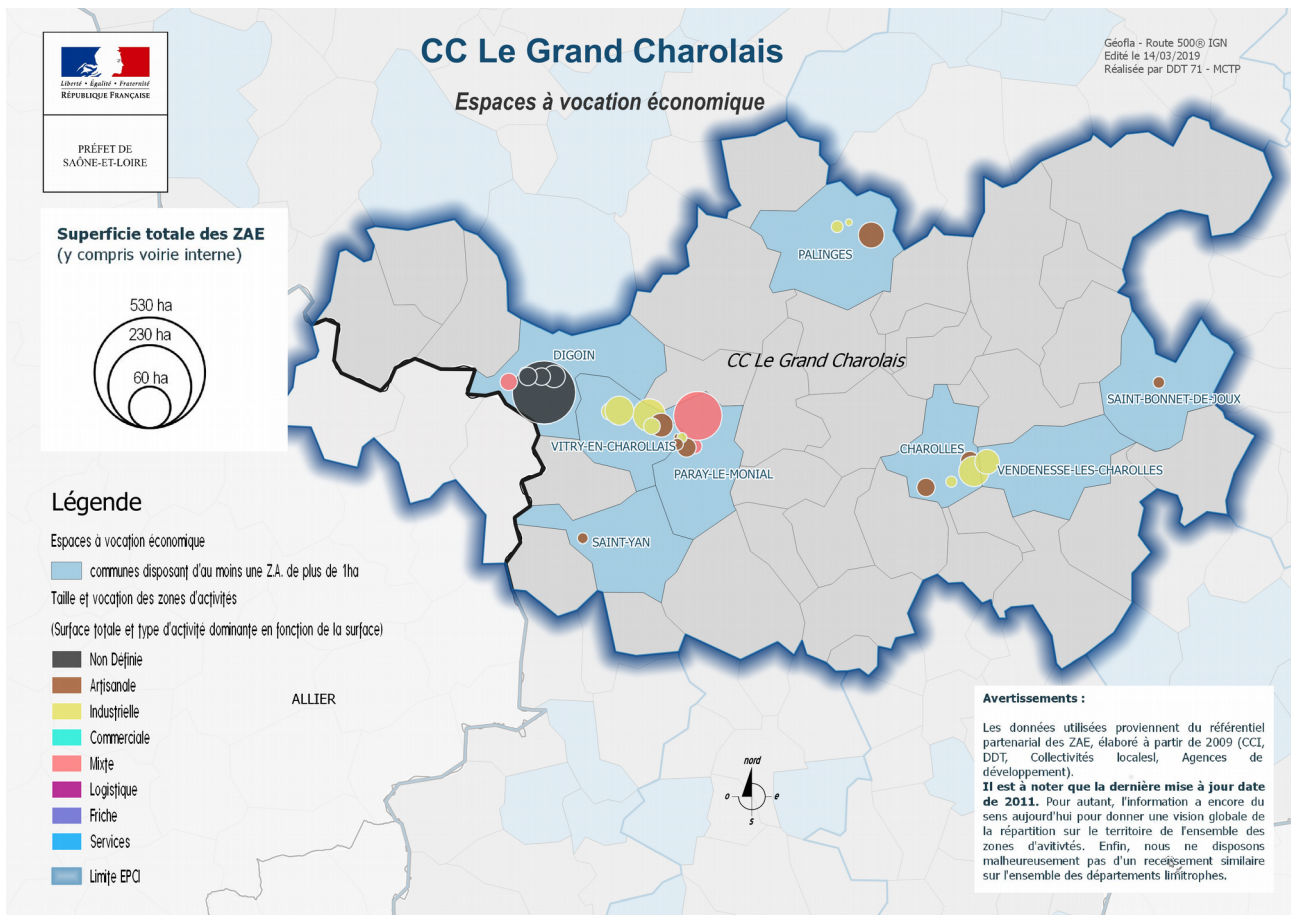 CC Le Grand Charolais
Espaces à vocation économique
Géofla - Route 500® IGN
Edité le 14/03/2019
Réalisée par DDT 71 - MCTP
Liberté • Égalité • Fraternité
RÉPUBLIQUE FRANÇAISE
PRÉFET DE
SAÔNE-ET-LOIRE
Superficie totale des ZAE
(y compris voirie interne)
530 ha
230 ha
60 ha
PALINGES
DIGOIN
CC Le Grand Charolais
SAINT-BONNET-DE-JOUX
VITRY-EN-CHAROLLAIS
CHAROLLES
PARAY-LE-MONIAL
VENDENESSE-LES-CHAROLLES
SAINT-YAN
Légende
Espaces à vocation économique
communes disposant d'au moins une Z.A. de plus de 1ha
Taille et vocation des zones d'activités
(Surface totale et type d'activité dominante en fonction de la surface)
Non Définie
Artisanale
Industrielle
Commerciale
Mixte
Logistique
Friche
Services
Limite EPCI
ALLIER
nord
o
e
s
Avertissements :
Les données utilisées proviennent du référentiel
partenarial des ZAE, élaboré à partir de 2009 (CCI,
DDT, Collectivités localesl, Agences de
développement).
Il est à noter que la dernière mise à jour date
de 2011. Pour autant, l'information a encore du
sens aujourd'hui pour donner une vision globale de
la répartition sur le territoire de l'ensemble des
zones d'avitivtés. Enfin, nous ne disposons
malheureusement pas d'un recensement similaire
sur l'ensemble des départements limitrophes.